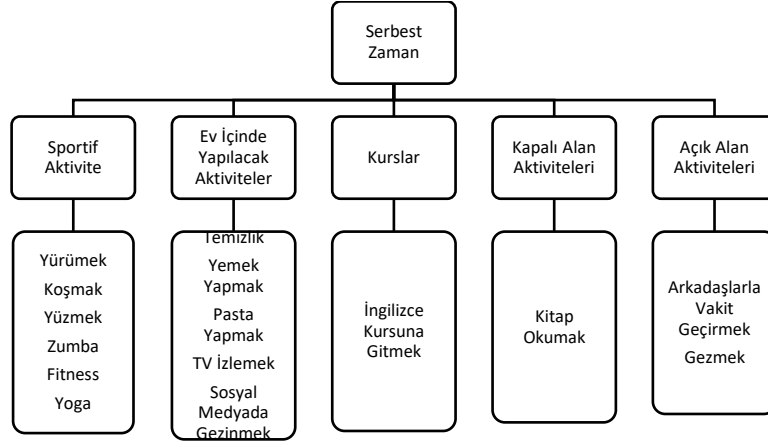 Serbest
Zaman
Sportif
Aktivite
Ev İçinde
Yapılacak
Aktiviteler
Kurslar
Kapalı Alan
Aktiviteleri
Açık Alan
Aktiviteleri
Yürümek
Koşmak
Yüzmek
Zumba
Fitness
Yoga
Temizlik
Yemek
Yapmak
Pasta
Yapmak
TV İzlemek
Sosyal
Medyada
Gezinmek
İngilizce
Kursuna
Gitmek
Kitap
Okumak
Arkadaşlarla
Vakit
Geçirmek
Gezmek